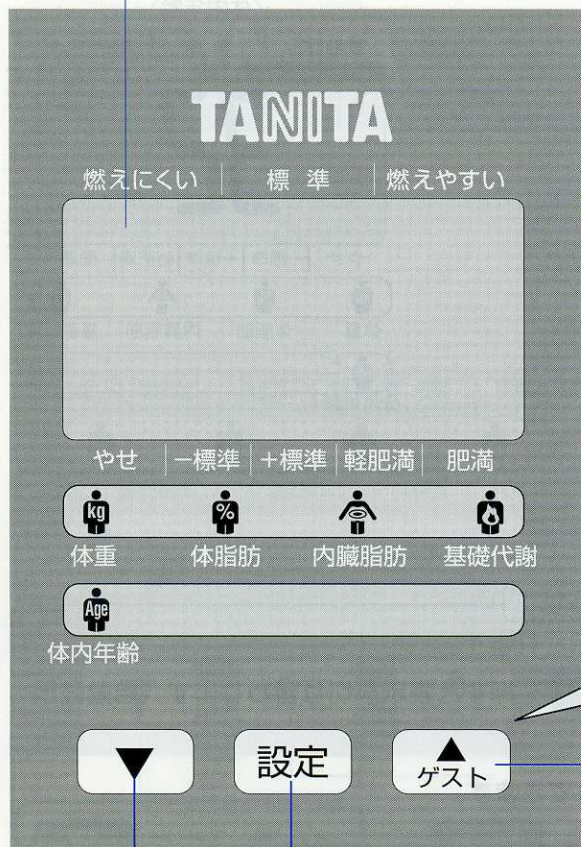 TANITA
燃えにくい 標準 燃えやすい
やせ −標準 +標準 軽肥満 肥満
kg % Age
体重 体脂肪 内臓脂肪 基礎代謝
体内年齢
▼ 設定 ▲
ゲスト